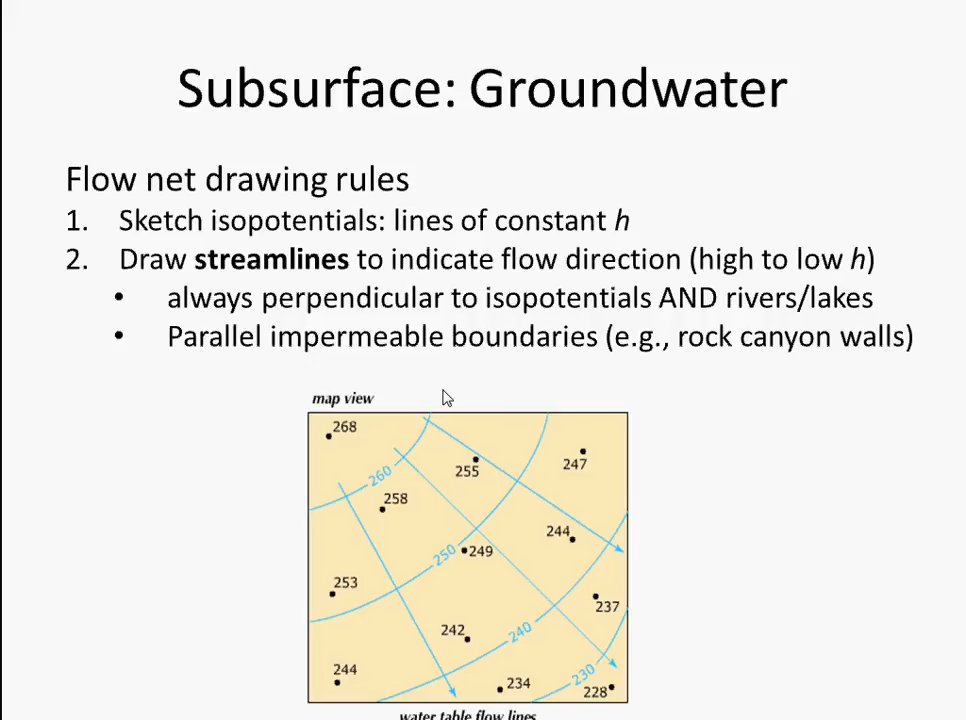 Subsurface: Groundwater
Flow net drawing rules
1. Sketch isopotentials: lines of constant h
2. Draw streamlines to indicate flow direction (high to low h)
• always perpendicular to isopotentials AND rivers/lakes
• Parallel impermeable boundaries (e.g., rock canyon walls)
map view
268
255
247
260
258
244
250
249
253
237
242
240
244
234
230
228
water table flow lines